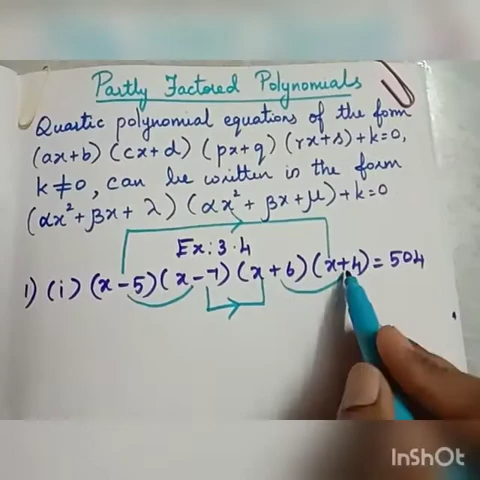 Partly Factored Polynomials
Quartic polynomial equations of the form
(ax+b) (cx+d) (px+q) (rx+s)+k=0,
k≠0, can be written in the form
(αx²+βx+λ) (αx²+βx+μ)+k=0
Ex: 3.4
1) (i) (x-5)(x-7)(x+6)(x+4)=504
InShOt